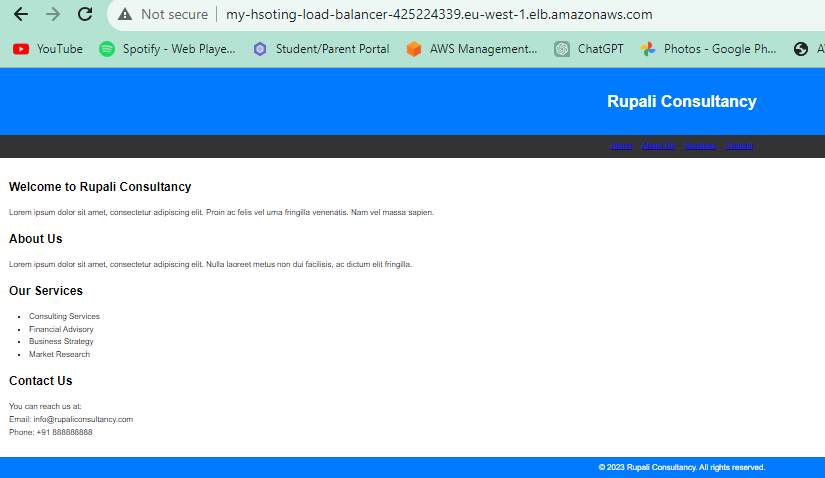 Not secure my-hsoting-load-balancer-425224339.eu-west-1.elb.amazonaws.com
YouTube Spotify - Web Playe... Student/Parent Portal AWS Management... ChatGPT Photos - Google Ph... A
Rupali Consultancy
Home About Us Services Contact
Welcome to Rupali Consultancy
Lorem ipsum dolor sit amet, consectetur adipiscing elit. Proin ac felis vel urna fringilla venenatis. Nam vel massa sapien.
About Us
Lorem ipsum dolor sit amet, consectetur adipiscing elit. Nulla laoreet metus non dui facilisis, ac dictum elit fringilla.
Our Services
Consulting Services
Financial Advisory
Business Strategy
Market Research
Contact Us
You can reach us at:
Email: info@rupaliconsultancy.com
Phone: +91 888888888
© 2023 Rupali Consultancy. All rights reserved.